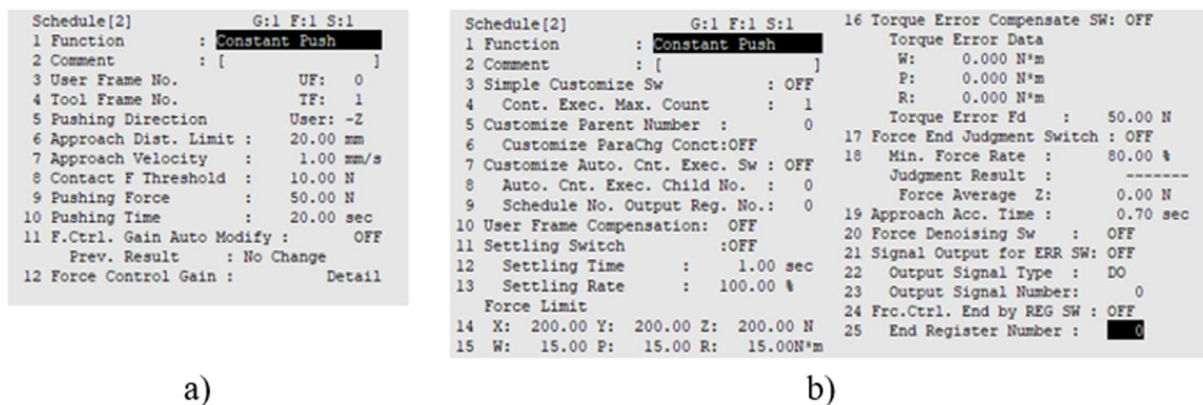 Schedule[2] G:1 F:1 S:1
1 Function : Constant Push
2 Comment : [ ]
3 User Frame No. UF: 0
4 Tool Frame No. TF: 1
5 Pushing Direction User: -Z
6 Approach Dist. Limit : 20.00 mm
7 Approach Velocity : 1.00 mm/s
8 Contact F Threshold : 10.00 N
9 Pushing Force : 50.00 N
10 Pushing Time : 20.00 sec
11 F.Ctrl. Gain Auto Modify : OFF
Prev. Result : No Change
12 Force Control Gain : Detail
a)
Schedule[2] G:1 F:1 S:1
1 Function : Constant Push
2 Comment : [ ]
3 Simple Customize Sw : OFF
4 Cont. Exec. Max. Count : 1
5 Customize Parent Number : 0
6 Customize ParaChg Conct:OFF
7 Customize Auto. Cnt. Exec. Sw : OFF
8 Auto. Cnt. Exec. Child No. : 0
9 Schedule No. Output Reg. No.: 0
10 User Frame Compensation: OFF
11 Settling Switch :OFF
12 Settling Time : 1.00 sec
13 Settling Rate : 100.00 %
Force Limit
14 X: 200.00 Y: 200.00 Z: 200.00 N
15 W: 15.00 P: 15.00 R: 15.00N*m
16 Torque Error Compensate SW: OFF
Torque Error Data
W: 0.000 N*m
P: 0.000 N*m
R: 0.000 N*m
Torque Error Fd : 50.00 N
17 Force End Judgment Switch : OFF
18 Min. Force Rate : 80.00 %
Judgment Result : -------
Force Average Z: 0.00 N
19 Approach Acc. Time : 0.70 sec
20 Force Denoising Sw : OFF
21 Signal Output for ERR SW: OFF
22 Output Signal Type : DO
23 Output Signal Number: 0
24 Frc.Ctrl. End by REG SW : OFF
25 End Register Number : 0
b)